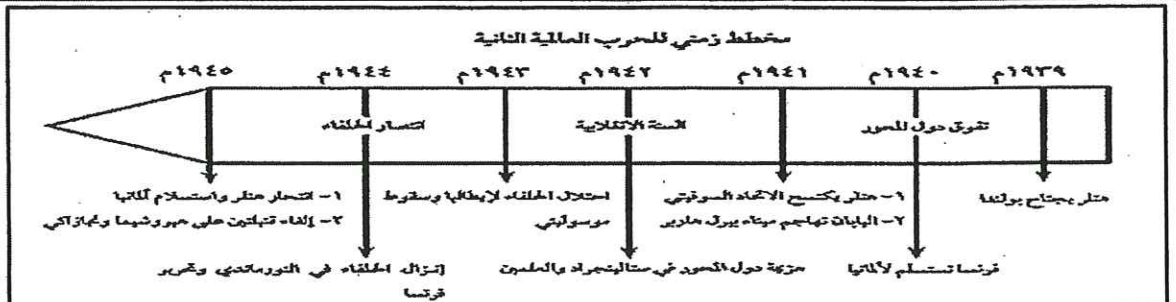 مخطط زمني للحرب العالمية الثانية
١٩٣٩م ١٩٤٠م ١٩٤١م ١٩٤٢م ١٩٤٣م ١٩٤٤م ١٩٤٥م
تفوق دول المحور
السنة الانقلابية
انتصار الحلفاء
هتلر يجتاح بولندا
فرنسا تستسلم لألمانيا
١- هتلر يكتسح الاتحاد السوفيتي
٢- اليابان تهاجم ميناء بيرل هاربر
هزيمة دول المحور في ستالينجراد والعلمين
احتلال الحلفاء لإيطاليا وسقوط
موسوليني
إنزال الحلفاء في النورماندي وتحرير
فرنسا
١- انتحار هتلر واستسلام ألمانيا
٢- إلقاء قنبلتين على هيروشيما ونجازاكي